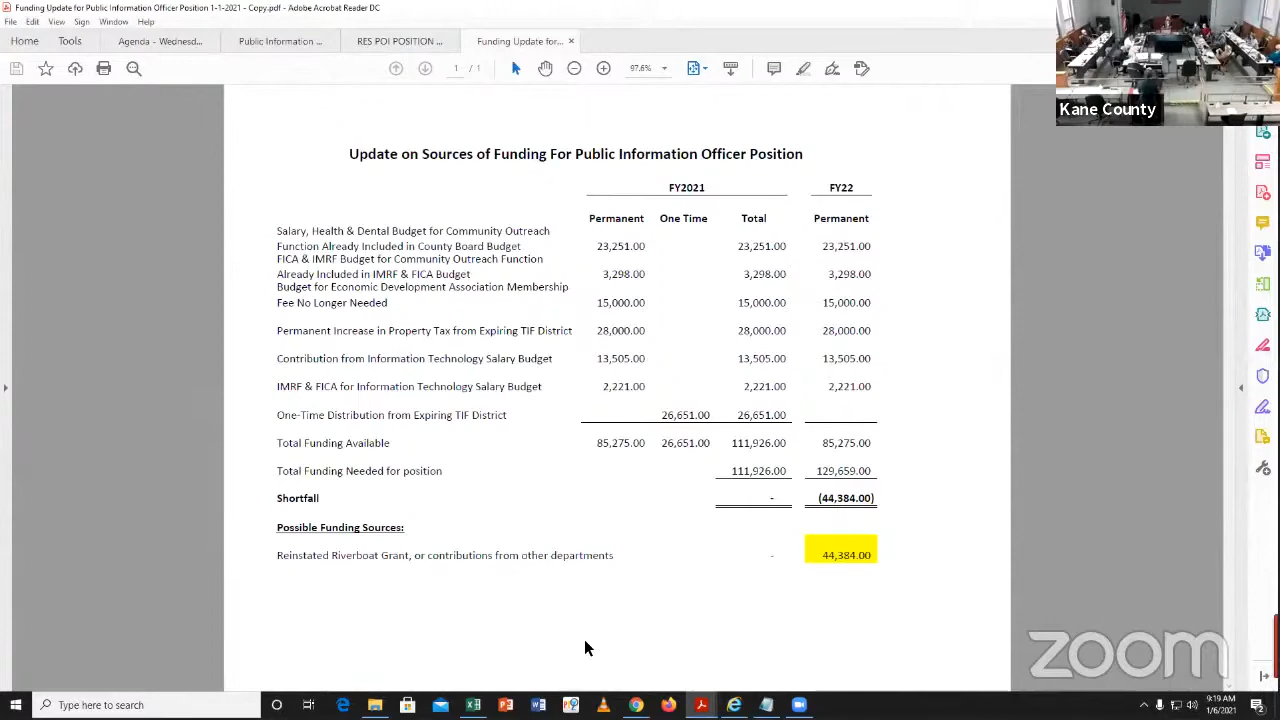 Funding Update for Public Information Officer Position 1-1-2021 - Copy.pdf - Adobe Acrobat Reader DC
File Edit View Sign Window Help
Home Tools Agenda - Wednesd... Public Information ... RES POI POSITION ... Funding Update for... ×
1 / 1 97.6%
Kane County
Update on Sources of Funding For Public Information Officer Position
FY2021 FY22
Permanent One Time Total Permanent
Salary, Health & Dental Budget for Community Outreach
Function Already Included in County Board Budget 23,251.00 23,251.00 23,251.00
FICA & IMRF Budget for Community Outreach Function
Already Included in IMRF & FICA Budget 3,298.00 3,298.00 3,298.00
Budget for Economic Development Association Membership
Fee No Longer Needed 15,000.00 15,000.00 15,000.00
Permanent Increase in Property Tax from Expiring TIF District 28,000.00 28,000.00 28,000.00
Contribution from Information Technology Salary Budget 13,505.00 13,505.00 13,505.00
IMRF & FICA for Information Technology Salary Budget 2,221.00 2,221.00 2,221.00
One-Time Distribution from Expiring TIF District 26,651.00 26,651.00
Total Funding Available 85,275.00 26,651.00 111,926.00 85,275.00
Total Funding Needed for position 111,926.00 129,659.00
Shortfall - (44,384.00)
Possible Funding Sources:
Reinstated Riverboat Grant, or contributions from other departments - 44,384.00
zoom
Type here to search
9:19 AM
1/6/2021